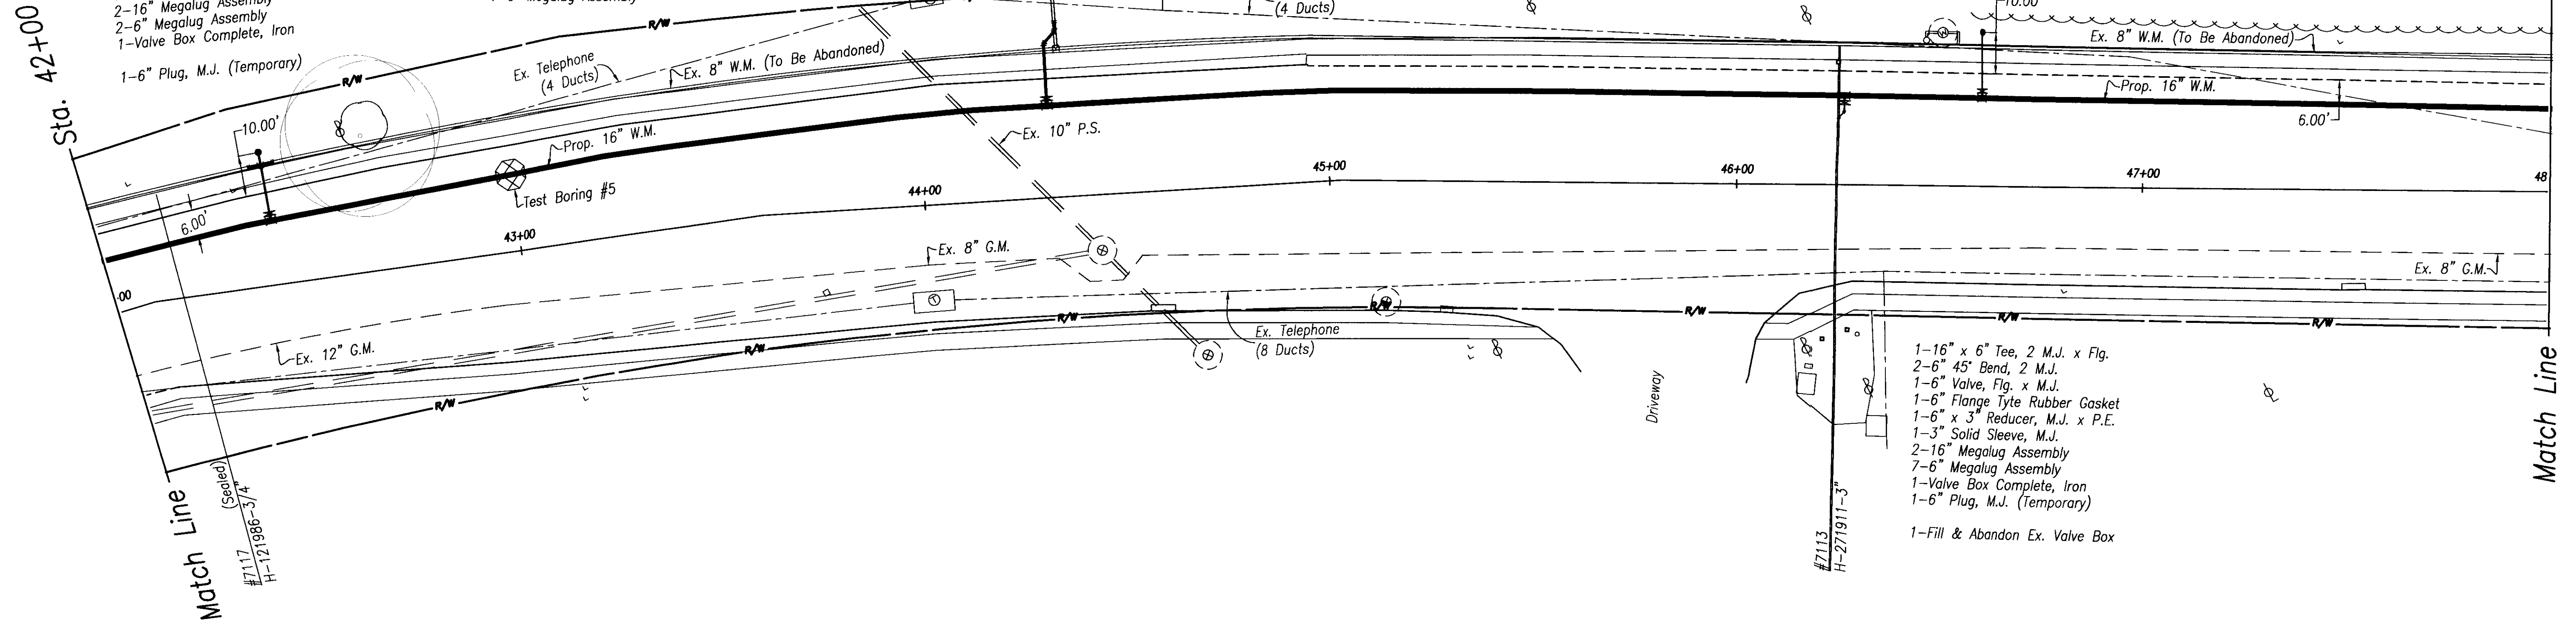 2-16" Megalug Assembly
2-6" Megalug Assembly
1-Valve Box Complete, Iron
1-6" Plug, M.J. (Temporary)
Sta. 42+00
R/W
R/W
Ex. Telephone
(4 Ducts)
Ex. 8" W.M. (To Be Abandoned)
(4 Ducts)
10.00'
W
Ex. 8" W.M. (To Be Abandoned)
10.00'
6.00'
Prop. 16" W.M.
Test Boring #5
Ex. 10" P.S.
Prop. 16" W.M.
6.00'
00
43+00
44+00
45+00
46+00
47+00
48
Ex. 8" G.M.
Ex. 8" G.M.
Ex. 12" G.M.
T
R/W
R/W
R/W
R/W
R/W
R/W
R/W
Ex. Telephone
(8 Ducts)
Driveway
1-16" x 6" Tee, 2 M.J. x Flg.
2-6" 45° Bend, 2 M.J.
1-6" Valve, Flg. x M.J.
1-6" Flange Tyte Rubber Gasket
1-6" x 3" Reducer, M.J. x P.E.
1-3" Solid Sleeve, M.J.
2-16" Megalug Assembly
7-6" Megalug Assembly
1-Valve Box Complete, Iron
1-6" Plug, M.J. (Temporary)
1-Fill & Abandon Ex. Valve Box
Match Line
(Sealed)
#7117
H-121986-3/4"
#7113
H-271911-3"
Match Line